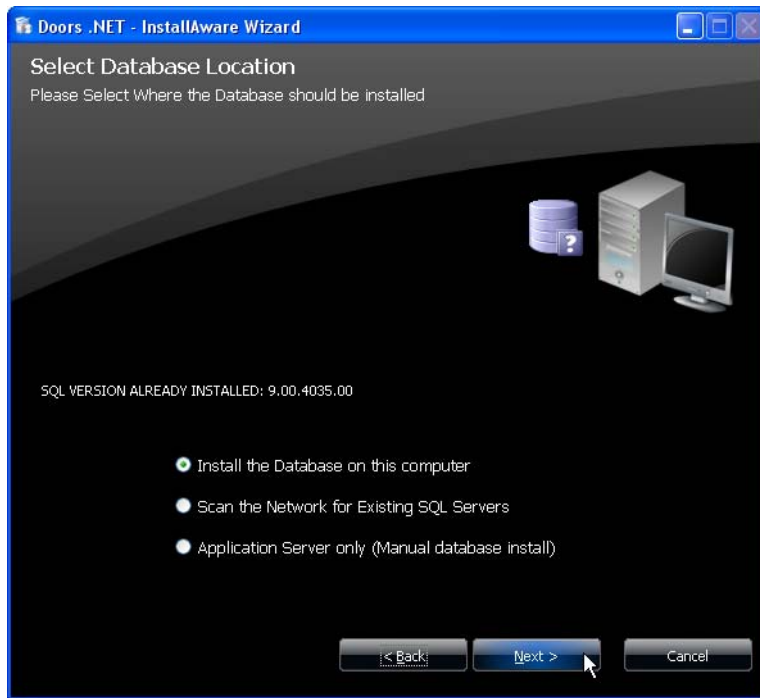 Doors .NET - InstallAware Wizard
Select Database Location
Please Select Where the Database should be installed
?
SQL VERSION ALREADY INSTALLED: 9.00.4035.00
Install the Database on this computer
Scan the Network for Existing SQL Servers
Application Server only (Manual database install)
< Back
Next >
Cancel